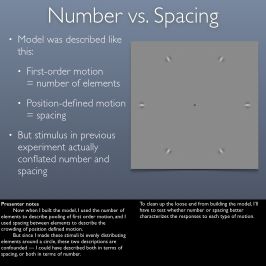 Number vs. Spacing
• Model was described like
this:
• First-order motion
= number of elements
• Position-defined motion
= spacing
• But stimulus in previous
experiment actually
conflated number and
spacing
Presenter notes
Now when I built the model, I used the number of
elements to describe pooling of first order motion, and I
used spacing between elements to describe the
crowding of position defined motion.
But since I made these stimuli bi evenly distributing
elements around a circle, these two descriptions are
confounded — I could have described both in terms of
spacing, or both in terms of number.
To clean up the loose end from building the model, I'll
have to test whether number or spacing better
characterizes the responses to each type of motion.